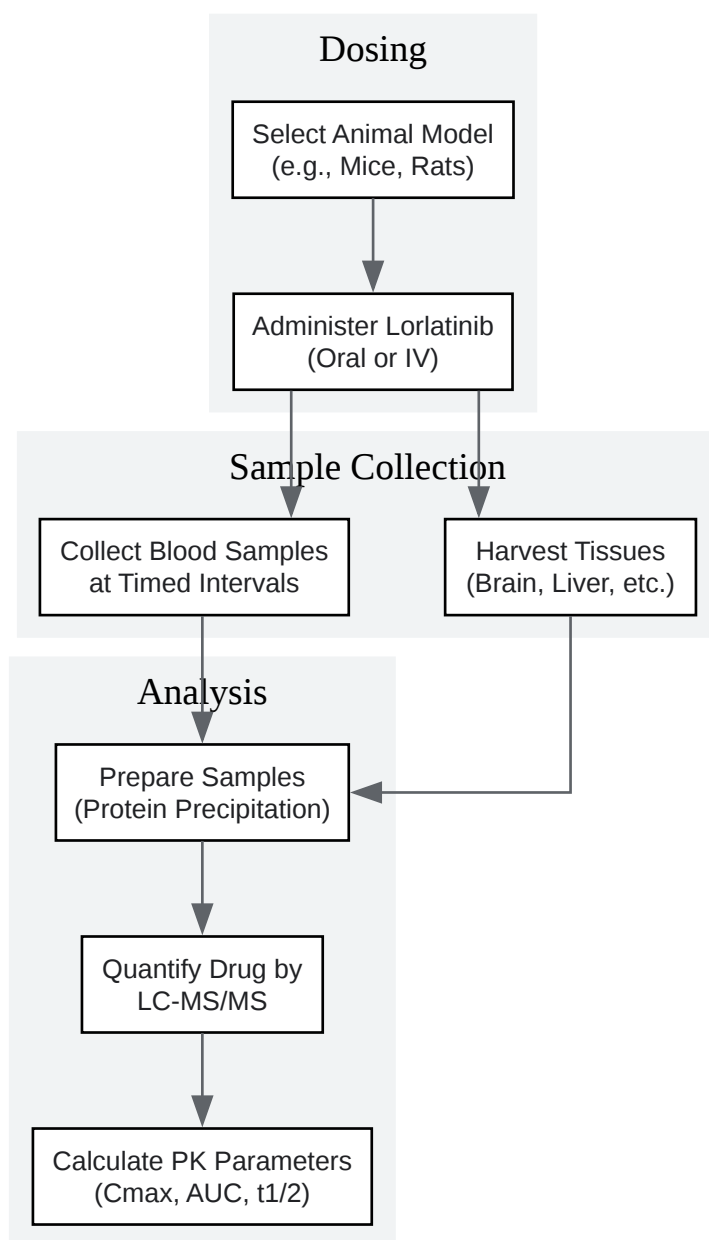 Dosing
Select Animal Model
(e.g., Mice, Rats)
Administer Lorlatinib
(Oral or IV)
Sample Collection
Collect Blood Samples
at Timed Intervals
Harvest Tissues
(Brain, Liver, etc.)
Analysis
Prepare Samples
(Protein Precipitation)
Quantify Drug by
LC-MS/MS
Calculate PK Parameters
(Cmax, AUC, t1/2)